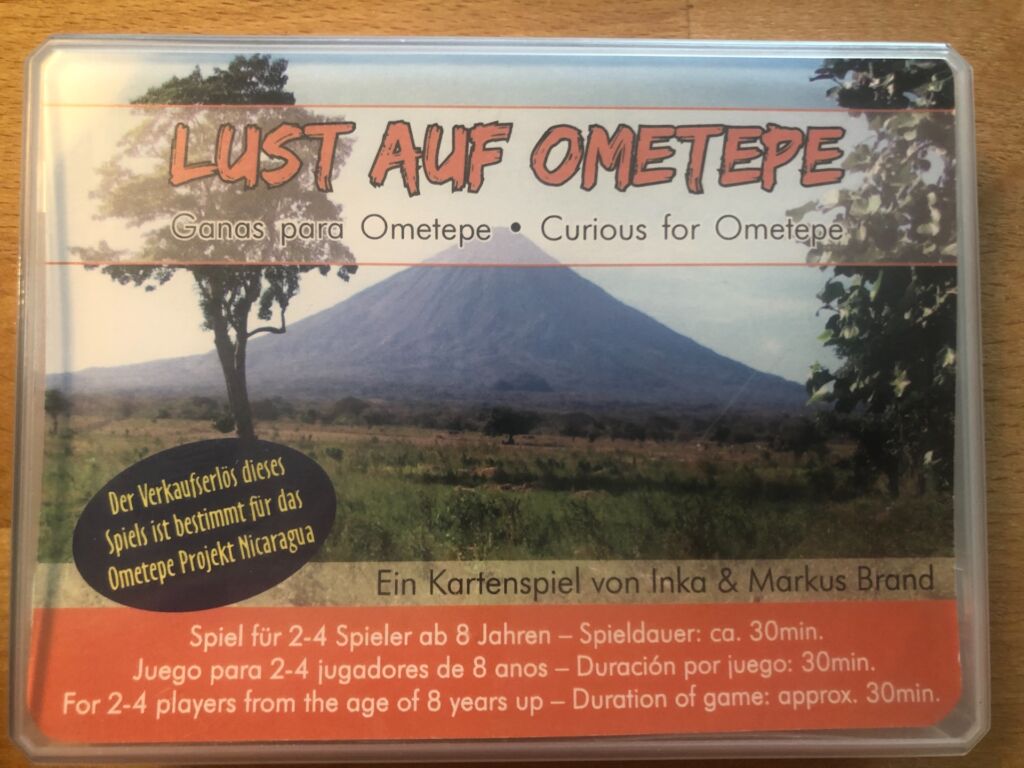 LUST AUF OMETEPE
Ganas para Ometepe • Curious for Ometepe
Der Verkaufserlös dieses
Spiels ist bestimmt für das
Ometepe Projekt Nicaragua
Ein Kartenspiel von Inka & Markus Brand
Spiel für 2-4 Spieler ab 8 Jahren – Spieldauer: ca. 30min.
Juego para 2-4 jugadores de 8 anos – Duración por juego: 30min.
For 2-4 players from the age of 8 years up – Duration of game: approx. 30min.